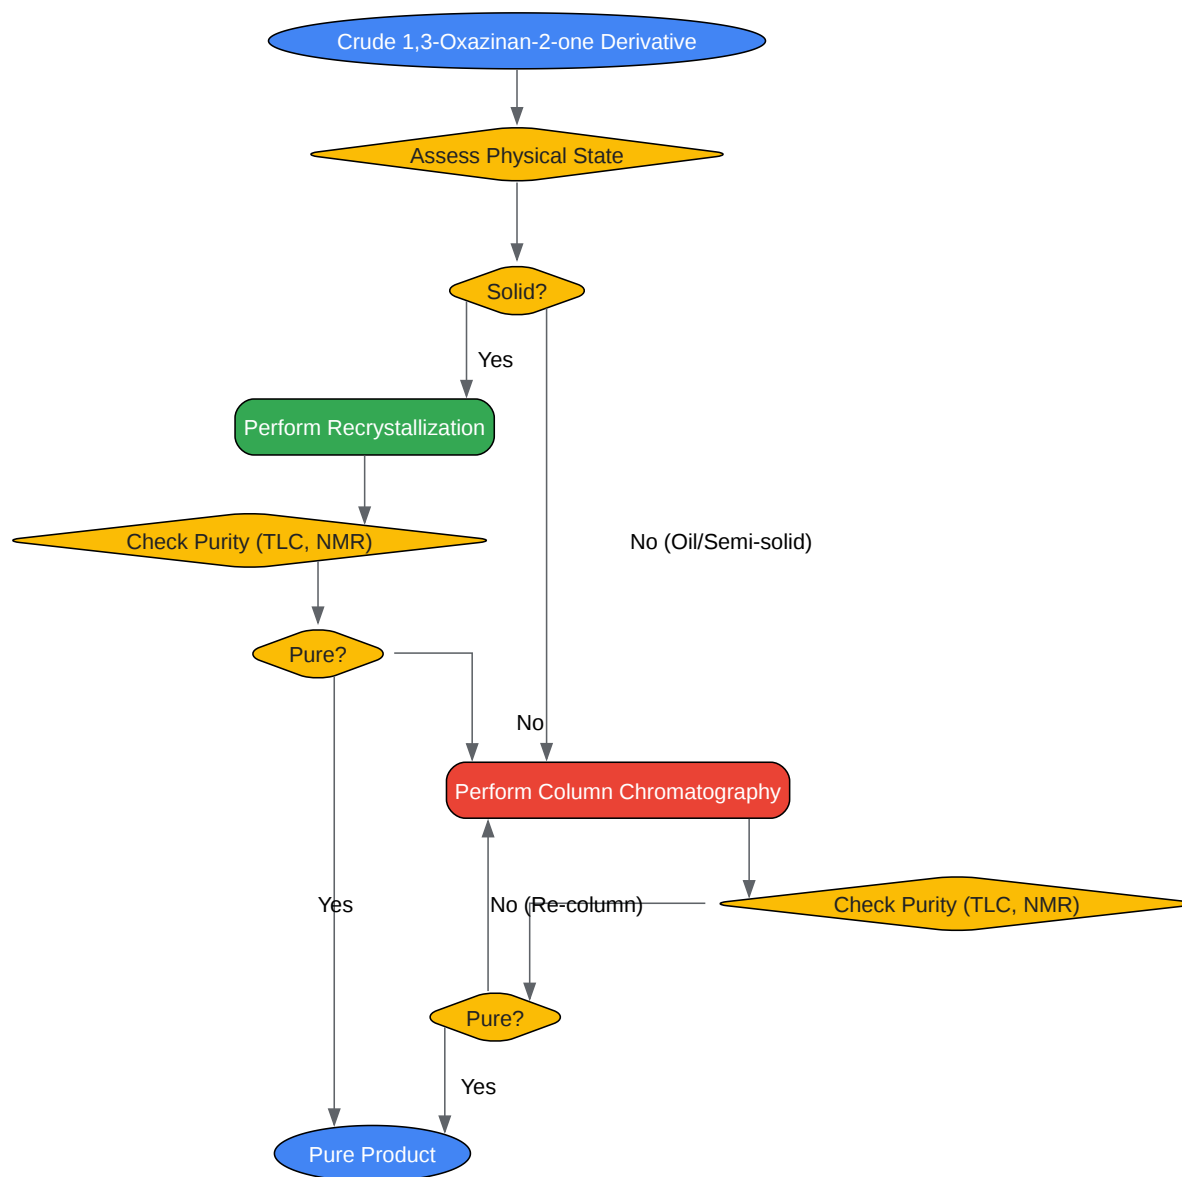 Crude 1,3-Oxazinan-2-one Derivative
Assess Physical State
Solid?
Yes
Perform Recrystallization
Check Purity (TLC, NMR)
No (Oil/Semi-solid)
Pure?
No
Perform Column Chromatography
Yes
No (Re-column)
Check Purity (TLC, NMR)
Pure?
Yes
Pure Product